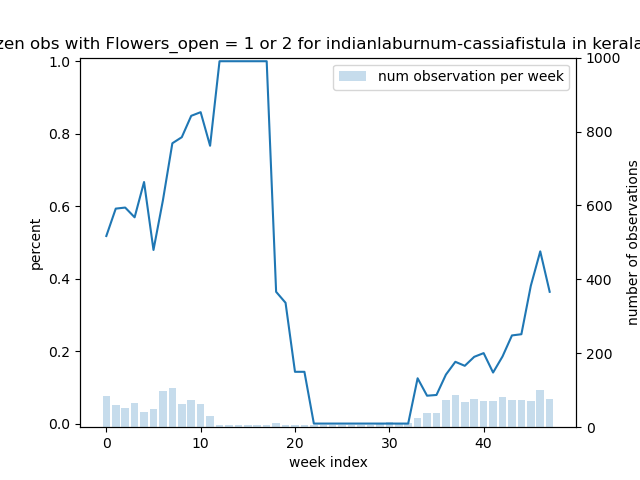 zen obs with Flowers_open = 1 or 2 for indianlaburnum-cassiafistula in kerala
num observation per week
1.0
0.8
0.6
0.4
0.2
0.0
percent
1000
800
600
400
200
0
number of observations
0 10 20 30 40
week index